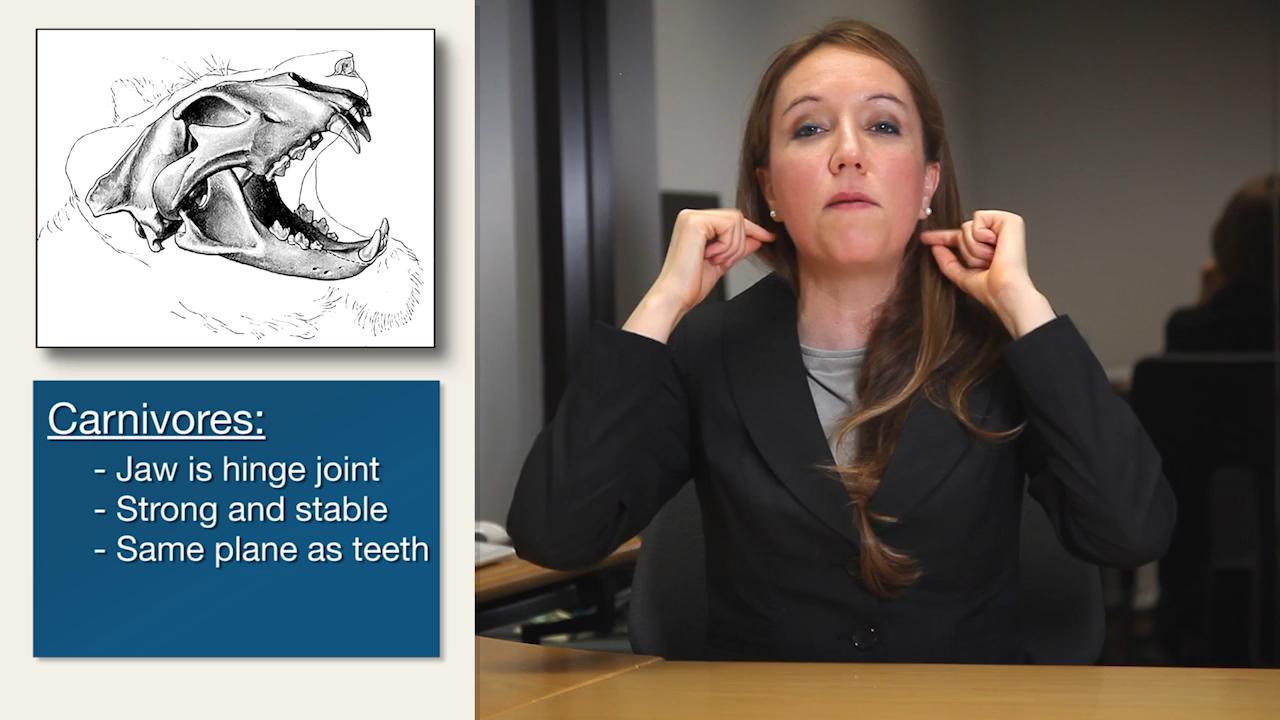 Carnivores:
- Jaw is hinge joint
- Strong and stable
- Same plane as teeth